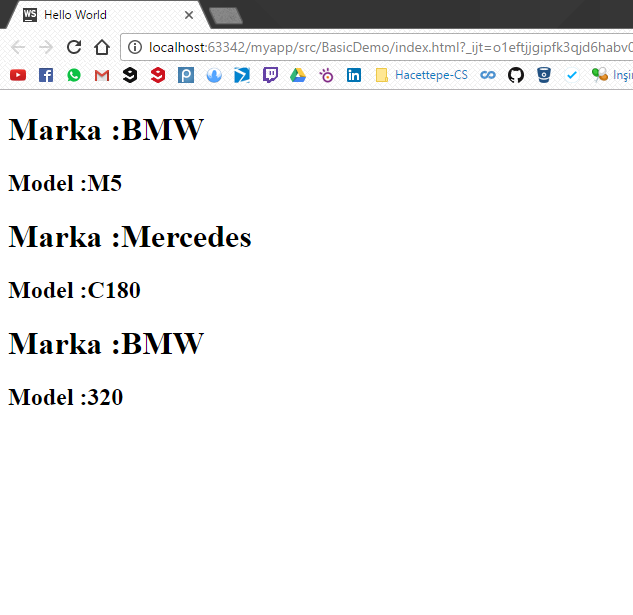 WS Hello World
localhost:63342/myapp/src/BasicDemo/index.html?_ijt=o1eftjjgipfk3qjd6habv0
Hacettepe-CS
Marka :BMW
Model :M5
Marka :Mercedes
Model :C180
Marka :BMW
Model :320